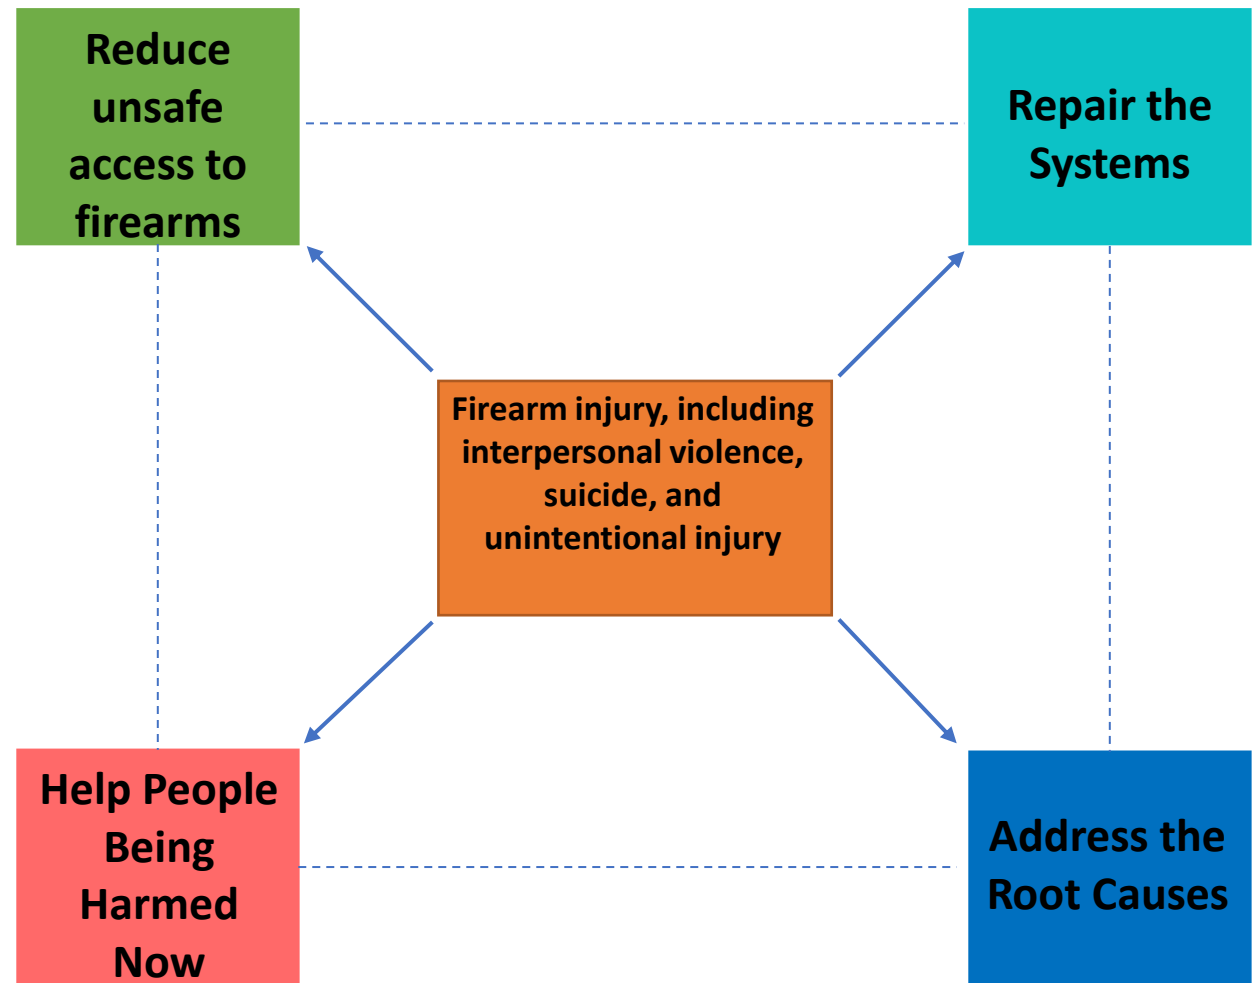 Reduce
unsafe
access to
firearms
Repair the
Systems
Firearm injury, including
interpersonal violence,
suicide, and
unintentional injury
Help People
Being
Harmed
Now
Address the
Root Causes